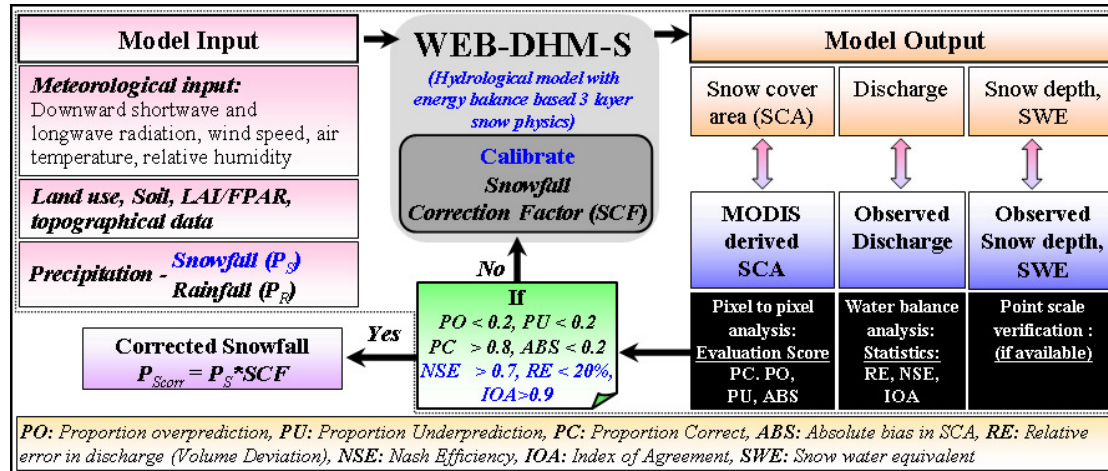 Model Input
Meteorological input:
Downward shortwave and
longwave radiation, wind speed, air
temperature, relative humidity
Land use, Soil, LAI/FPAR,
topographical data
Precipitation - Snowfall (P_S)
Rainfall (P_R)
WEB-DHM-S
(Hydrological model with
energy balance based 3 layer
snow physics)
Calibrate
Snowfall
Correction Factor (SCF)
Model Output
Snow cover
area (SCA)
Discharge
Snow depth,
SWE
MODIS
derived
SCA
Observed
Discharge
Observed
Snow depth,
SWE
Pixel to pixel
analysis:
Evaluation Score
PC, PO,
PU, ABS
Water balance
analysis:
Statistics:
RE, NSE,
IOA
Point scale
verification :
(if available)
No
If
PO < 0.2, PU < 0.2
PC > 0.8, ABS < 0.2
NSE > 0.7, RE < 20%,
IOA>0.9
Yes
Corrected Snowfall
P_Scorr = P_S*SCF
PO: Proportion overprediction, PU: Proportion Underprediction, PC: Proportion Correct, ABS: Absolute bias in SCA, RE: Relative
error in discharge (Volume Deviation), NSE: Nash Efficiency, IOA: Index of Agreement, SWE: Snow water equivalent